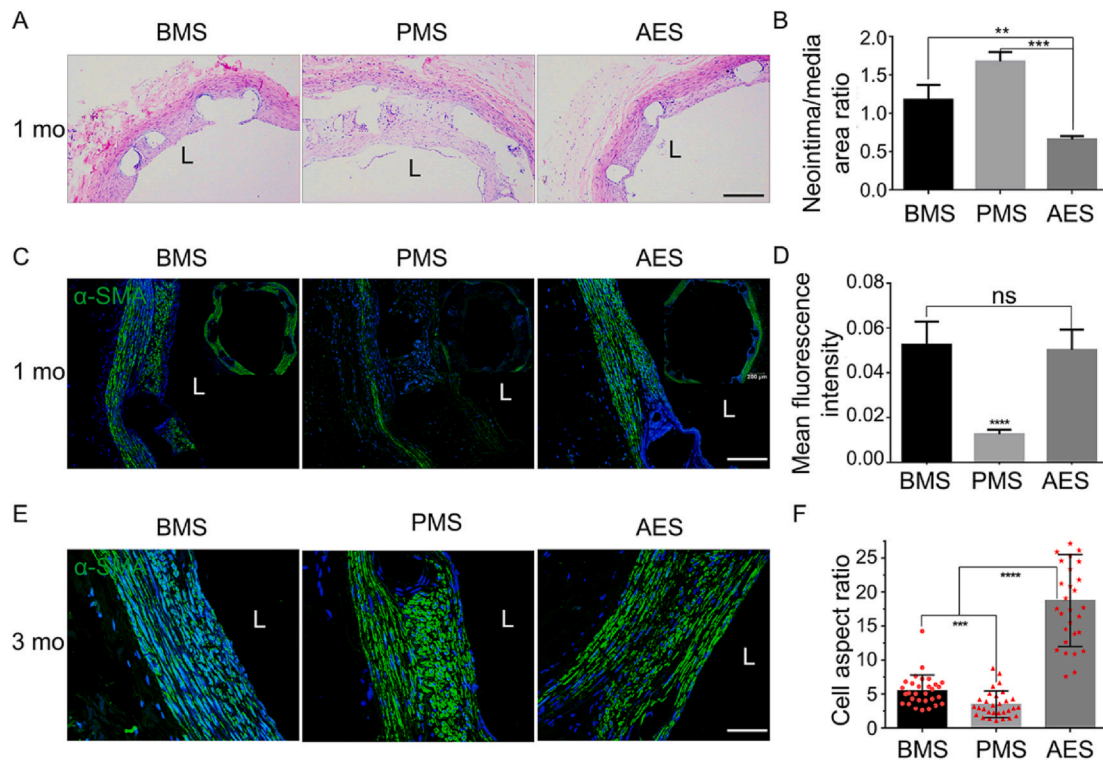 A
BMS
PMS
AES
1 mo
L
L
L
B
Neointima/media
area ratio
2.0
1.5
1.0
0.5
0.0
**
***
BMS
PMS
AES
C
BMS
PMS
AES
α-SMA
1 mo
L
L
L
200 μm
D
Mean fluorescence
intensity
0.08
0.06
0.04
0.02
0.00
ns
****
BMS
PMS
AES
E
BMS
PMS
AES
α-SMA
3 mo
L
L
L
F
Cell aspect ratio
25
20
15
10
5
0
****
***
BMS
PMS
AES